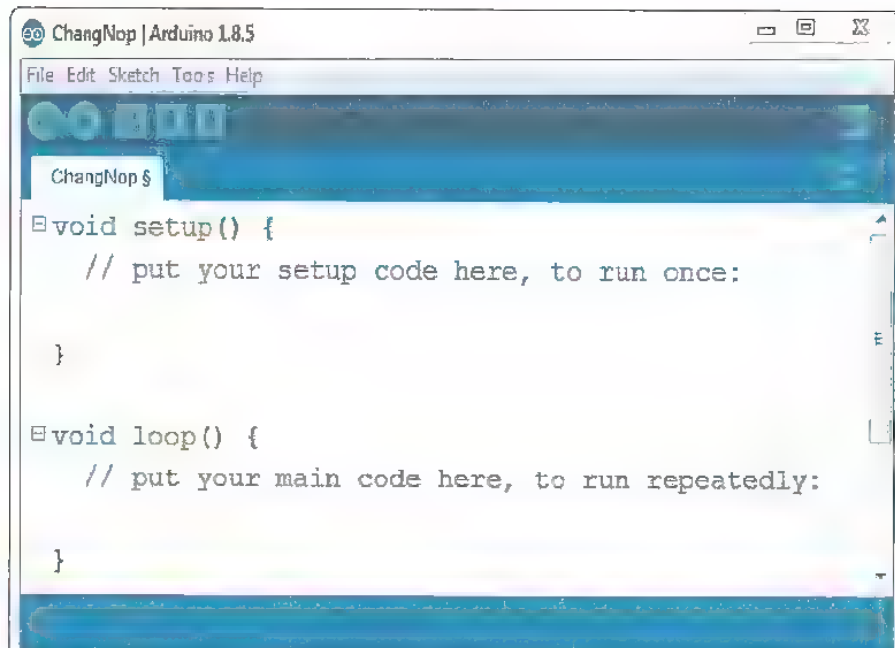 ChangNop | Arduino 1.8.5
File Edit Sketch Tools Help
ChangNop §
void setup() {
// put your setup code here, to run once:
}
void loop() {
// put your main code here, to run repeatedly:
}